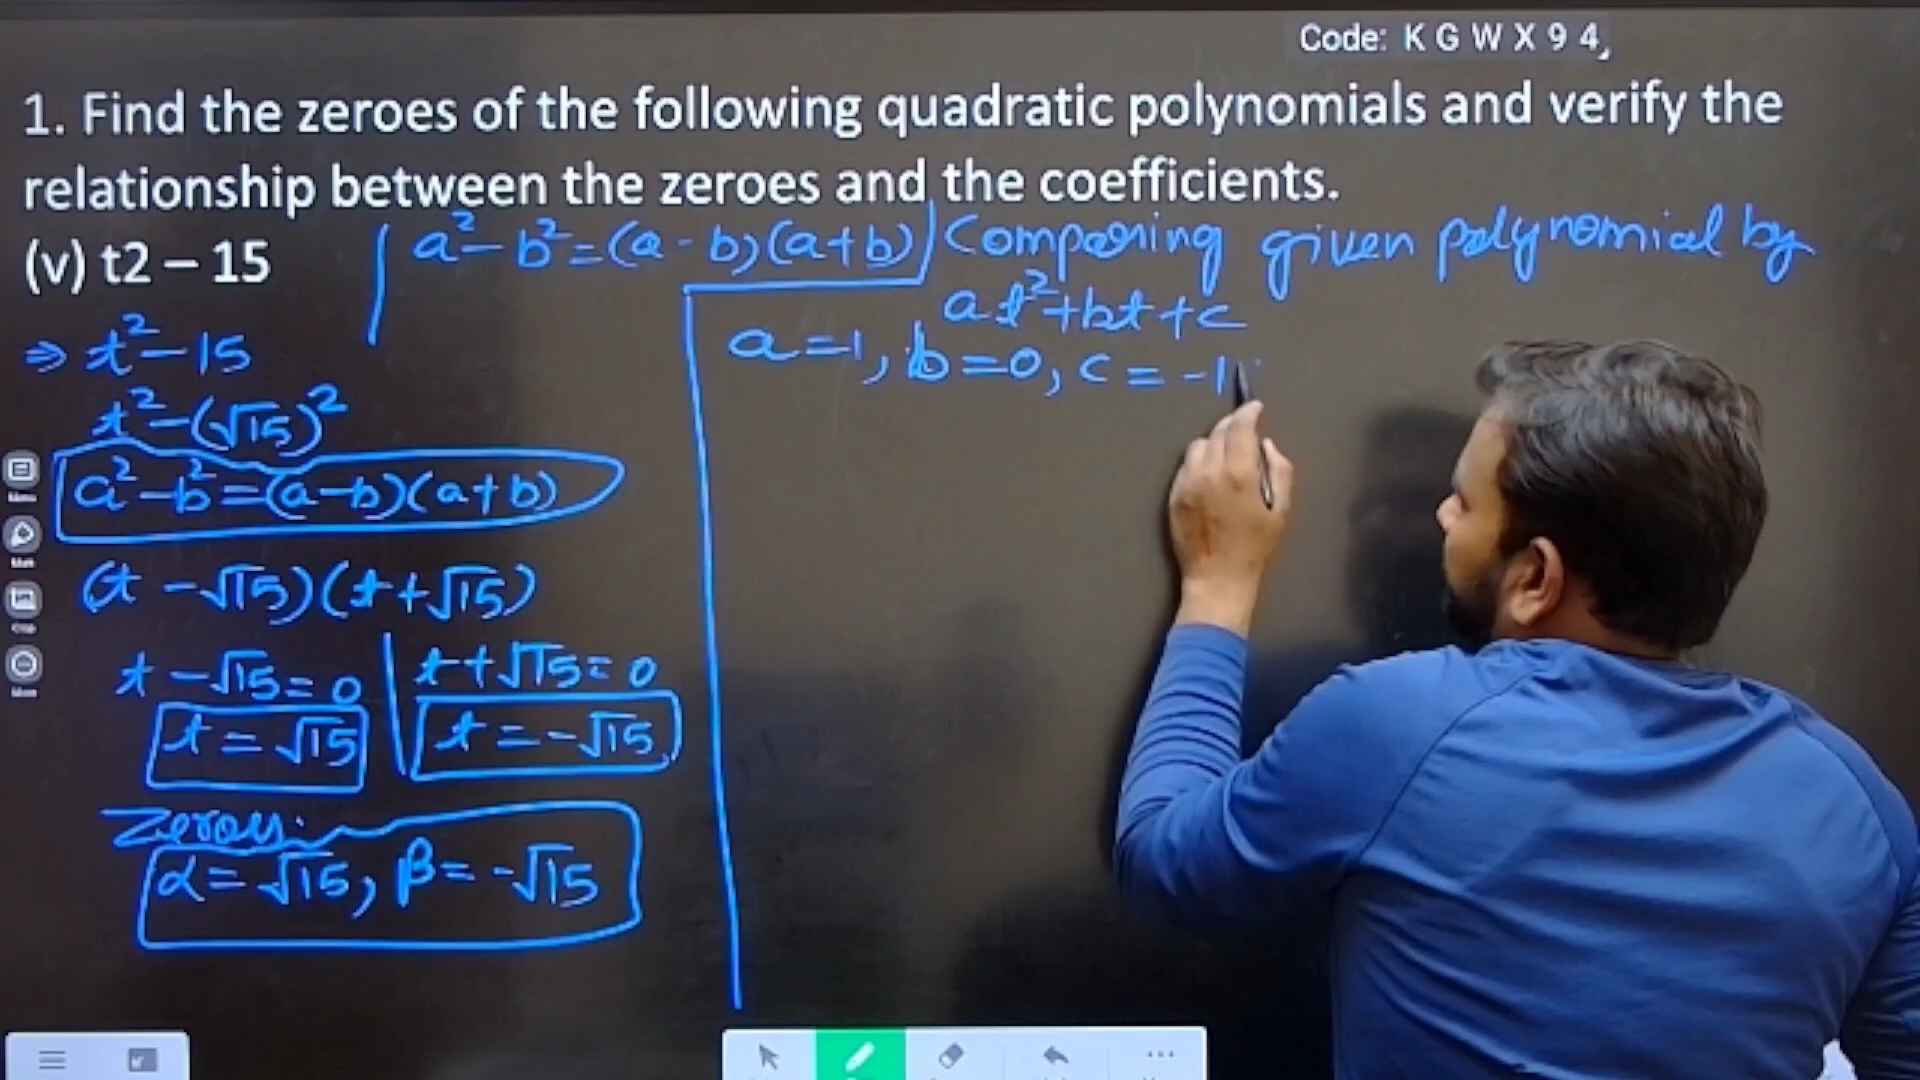 Code: K G W X 9 4,
1. Find the zeroes of the following quadratic polynomials and verify the
relationship between the zeroes and the coefficients.
(v) t2 – 15
a² - b² = (a - b)(a + b)
⇒ t² - 15
t² - (√15)²
a² - b² = (a - b)(a + b)
(t - √15)(t + √15)
t - √15 = 0
t = √15
t + √15 = 0
t = -√15
Zeroes:
α = √15, β = -√15
Comparing given polynomial by
at² + bt + c
a = 1, b = 0, c = -1